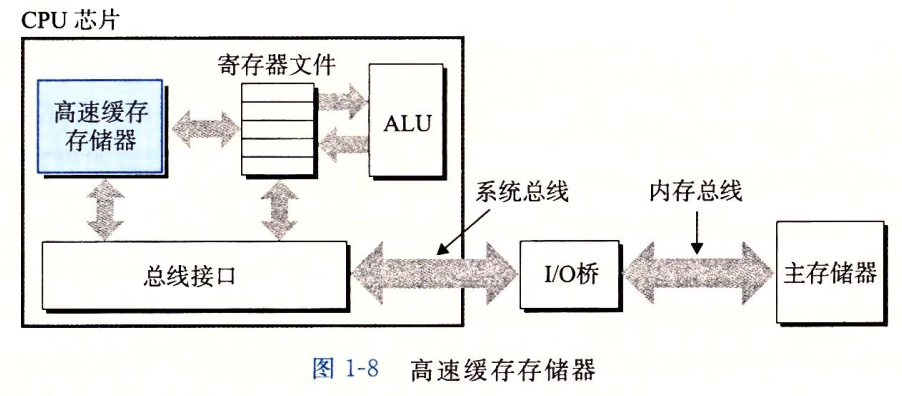 CPU 芯片
寄存器文件
高速缓存
存储器
ALU
系统总线
内存总线
总线接口
I/O桥
主存储器
图 1-8 高速缓存存储器